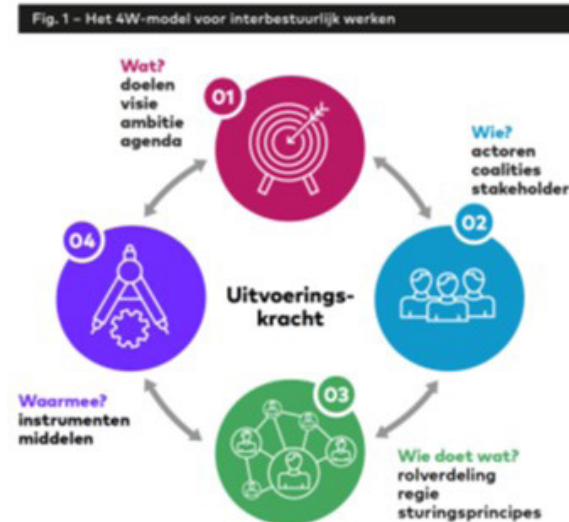 Fig. 1 – Het 4W-model voor interbestuurlijk werken
Wat?
doelen
visie
ambitie
agenda
01
Wie?
actoren
coalities
stakeholder
02
04
Uitvoerings-
kracht
Waarmee?
instrumenten
middelen
03
Wie doet wat?
rolverdeling
regie
sturingsprincipes